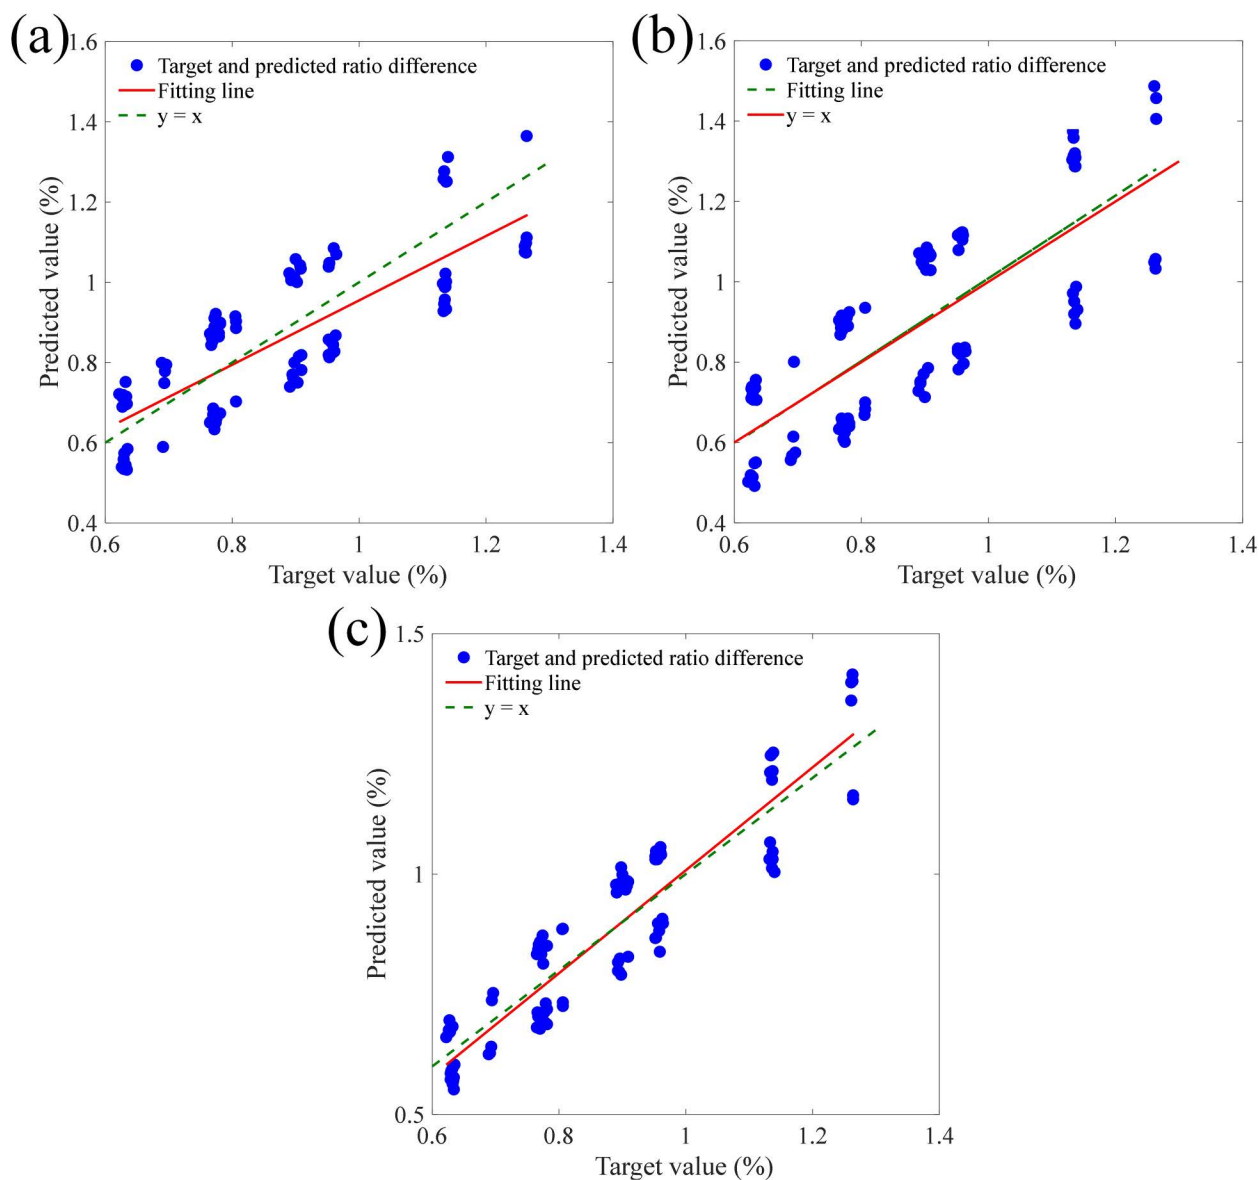 (a)
1.6
1.4
1.2
1
0.8
0.6
0.4
0.6
0.8
1
1.2
1.4
Predicted value (%)
Target value (%)
Target and predicted ratio difference
Fitting line
y = x
(b)
1.6
1.4
1.2
1
0.8
0.6
0.4
0.6
0.8
1
1.2
1.4
Predicted value (%)
Target value (%)
Target and predicted ratio difference
Fitting line
y = x
(c)
1.5
1
0.5
0.6
0.8
1
1.2
1.4
Predicted value (%)
Target value (%)
Target and predicted ratio difference
Fitting line
y = x